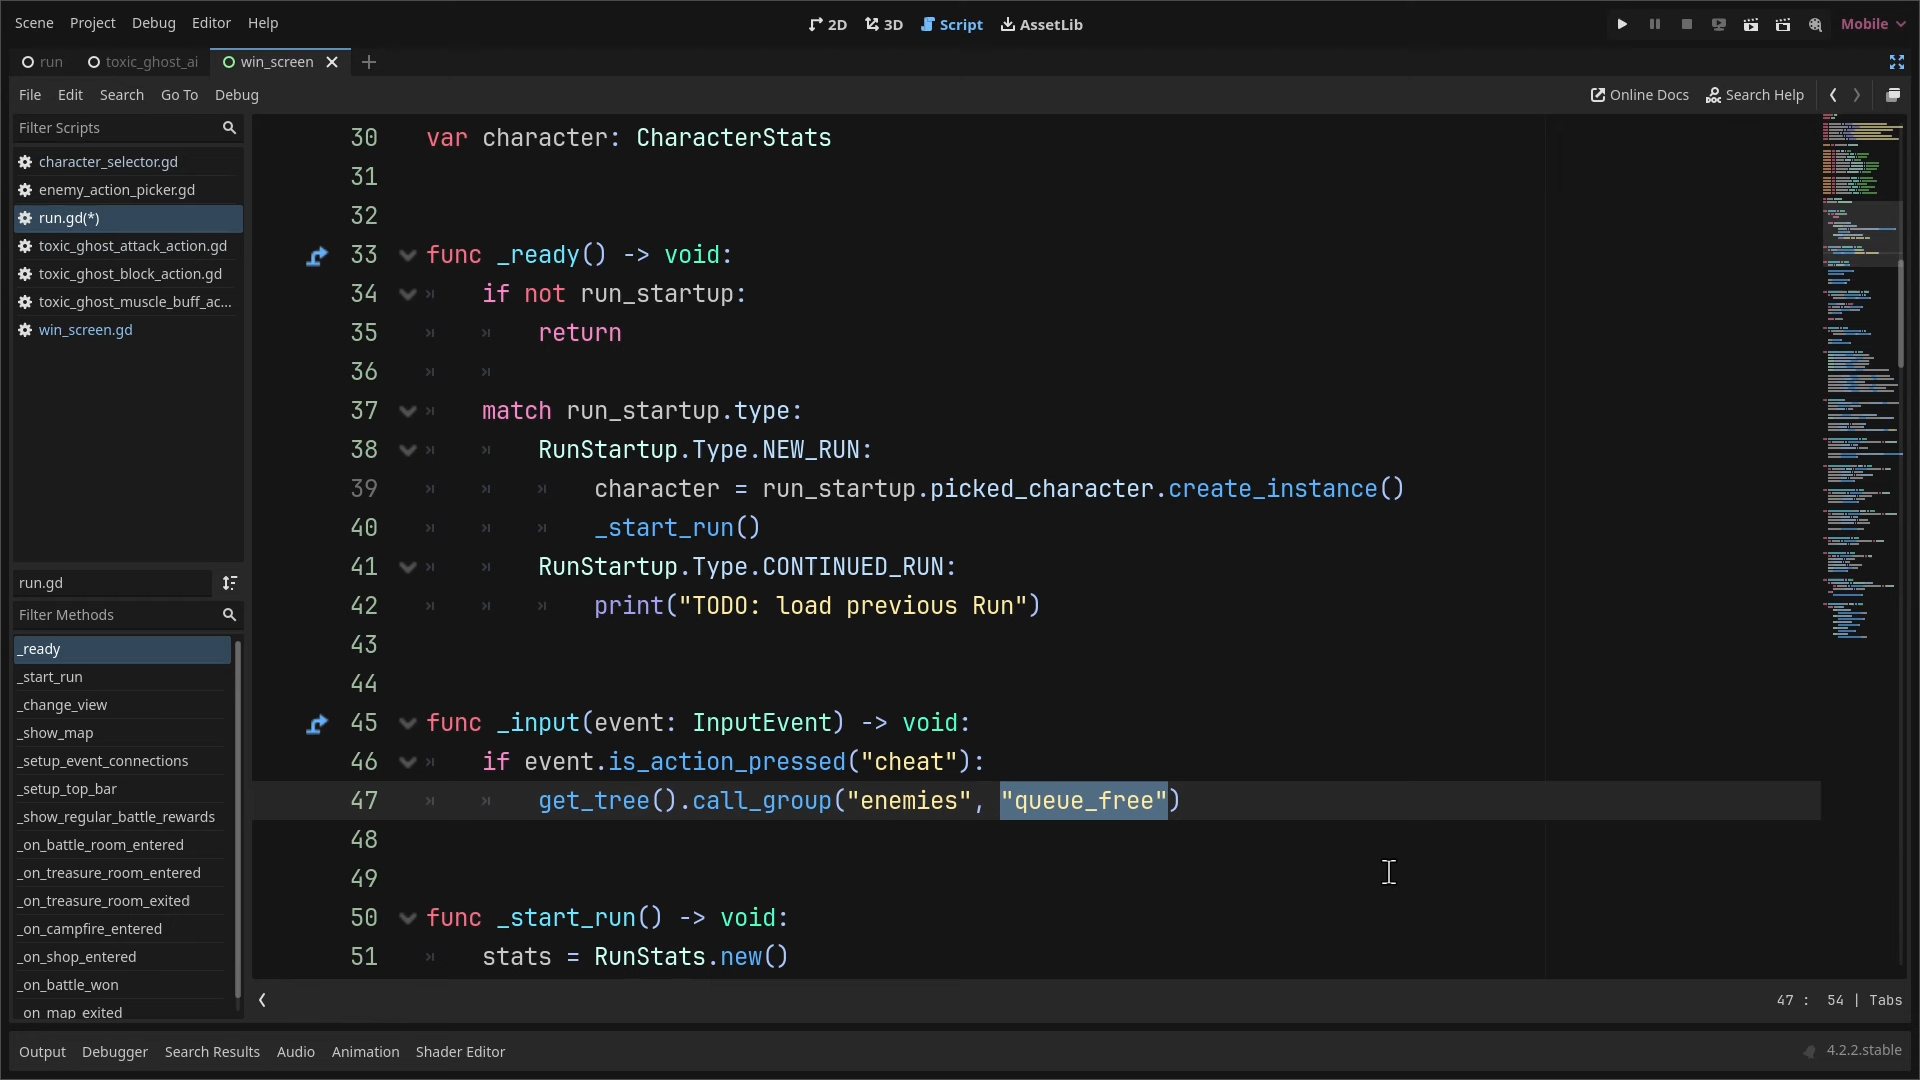 Scene Project Debug Editor Help
2D 3D Script AssetLib
Mobile
run toxic_ghost_ai win_screen
File Edit Search Go To Debug
Online Docs Search Help
Filter Scripts
character_selector.gd
enemy_action_picker.gd
run.gd(*)
toxic_ghost_attack_action.gd
toxic_ghost_block_action.gd
toxic_ghost_muscle_buff_ac...
win_screen.gd
run.gd
Filter Methods
_ready
_start_run
_change_view
_show_map
_setup_event_connections
_setup_top_bar
_show_regular_battle_rewards
_on_battle_room_entered
_on_treasure_room_entered
_on_treasure_room_exited
_on_campfire_entered
_on_shop_entered
_on_battle_won
_on_map_exited
30 var character: CharacterStats
31
32
33 func _ready() -> void:
34 if not run_startup:
35 return
36
37 match run_startup.type:
38 RunStartup.Type.NEW_RUN:
39 character = run_startup.picked_character.create_instance()
40 _start_run()
41 RunStartup.Type.CONTINUED_RUN:
42 print("TODO: load previous Run")
43
44
45 func _input(event: InputEvent) -> void:
46 if event.is_action_pressed("cheat"):
47 get_tree().call_group("enemies", "queue_free")
48
49
50 func _start_run() -> void:
51 stats = RunStats.new()
47 : 54 | Tabs
Output Debugger Search Results Audio Animation Shader Editor
4.2.2.stable